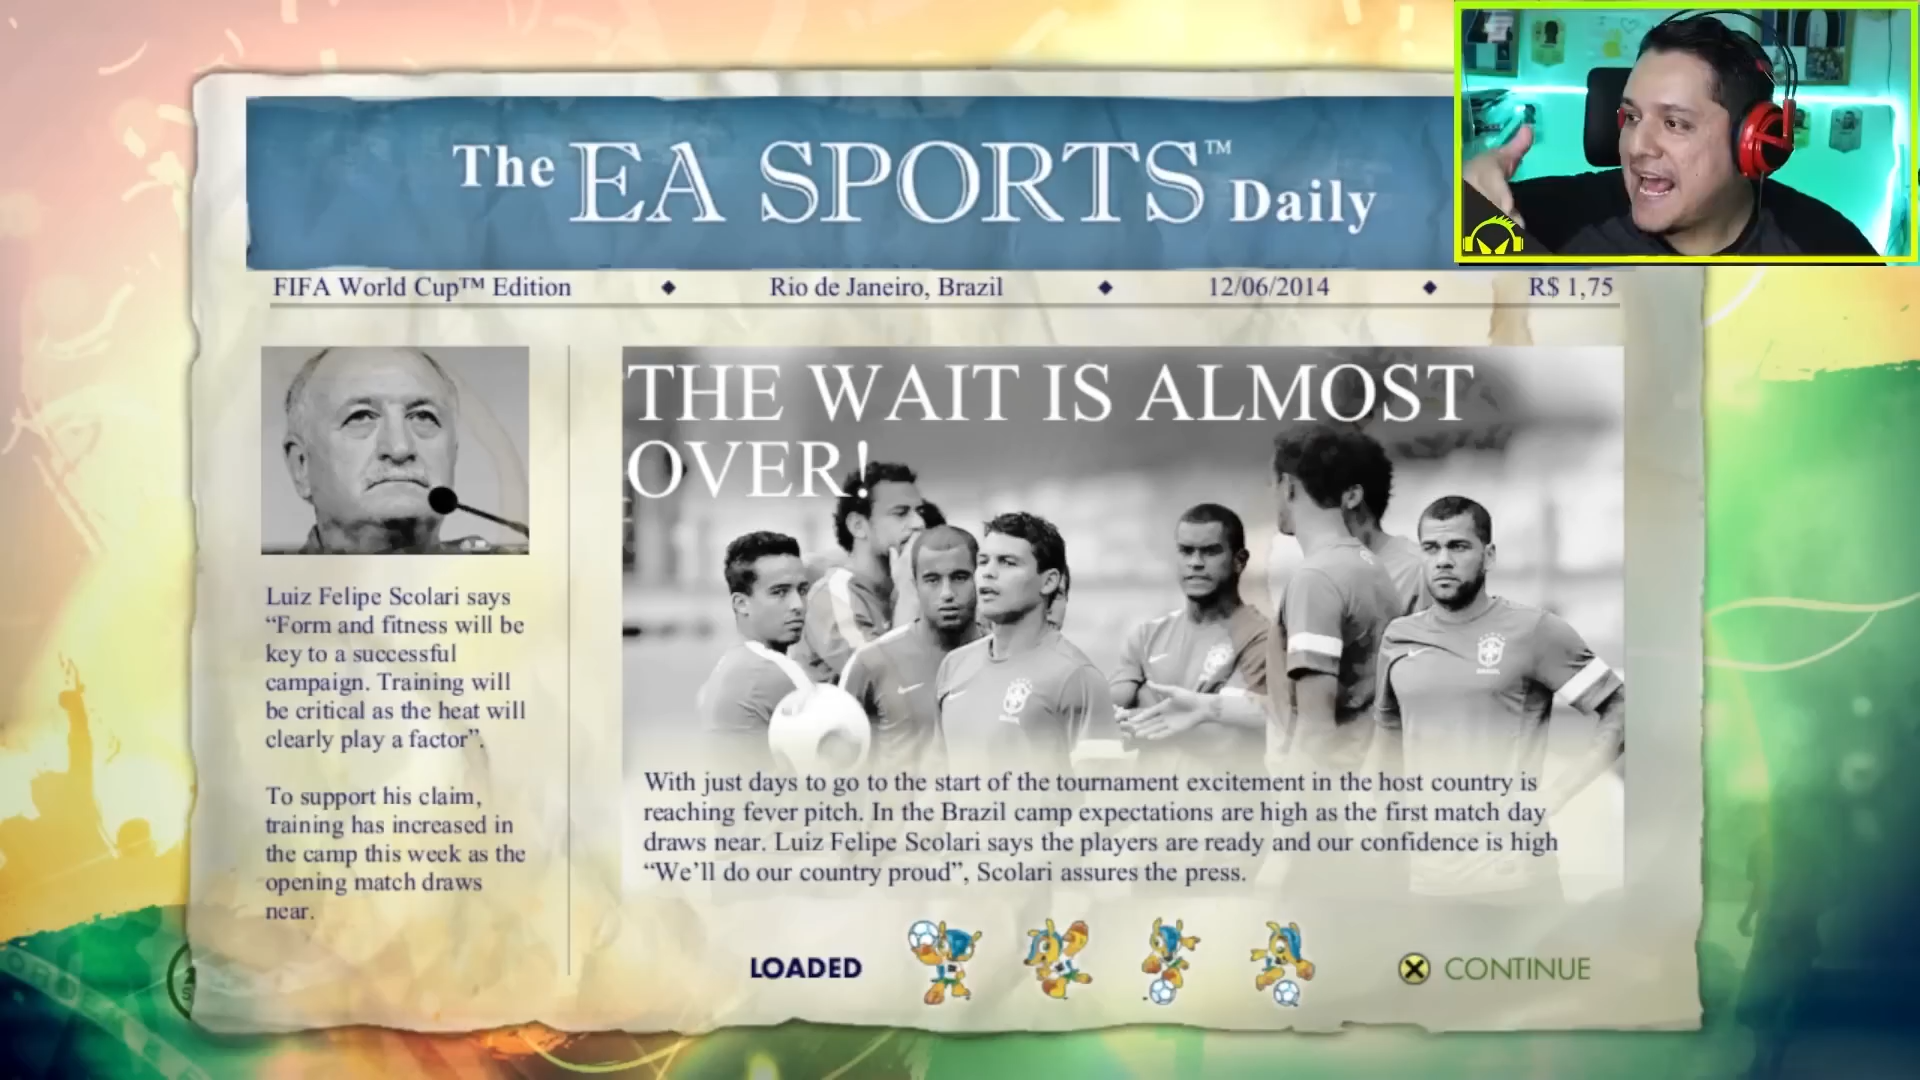 The EA SPORTS™ Daily
FIFA World Cup™ Edition ◆ Rio de Janeiro, Brazil ◆ 12/06/2014 ◆ R$ 1,75
Luiz Felipe Scolari says
“Form and fitness will be
key to a successful
campaign. Training will
be critical as the heat will
clearly play a factor”.
To support his claim,
training has increased in
the camp this week as the
opening match draws
near.
THE WAIT IS ALMOST
OVER!
With just days to go to the start of the tournament excitement in the host country is
reaching fever pitch. In the Brazil camp expectations are high as the first match day
draws near. Luiz Felipe Scolari says the players are ready and our confidence is high
“We’ll do our country proud”, Scolari assures the press.
LOADED
CONTINUE